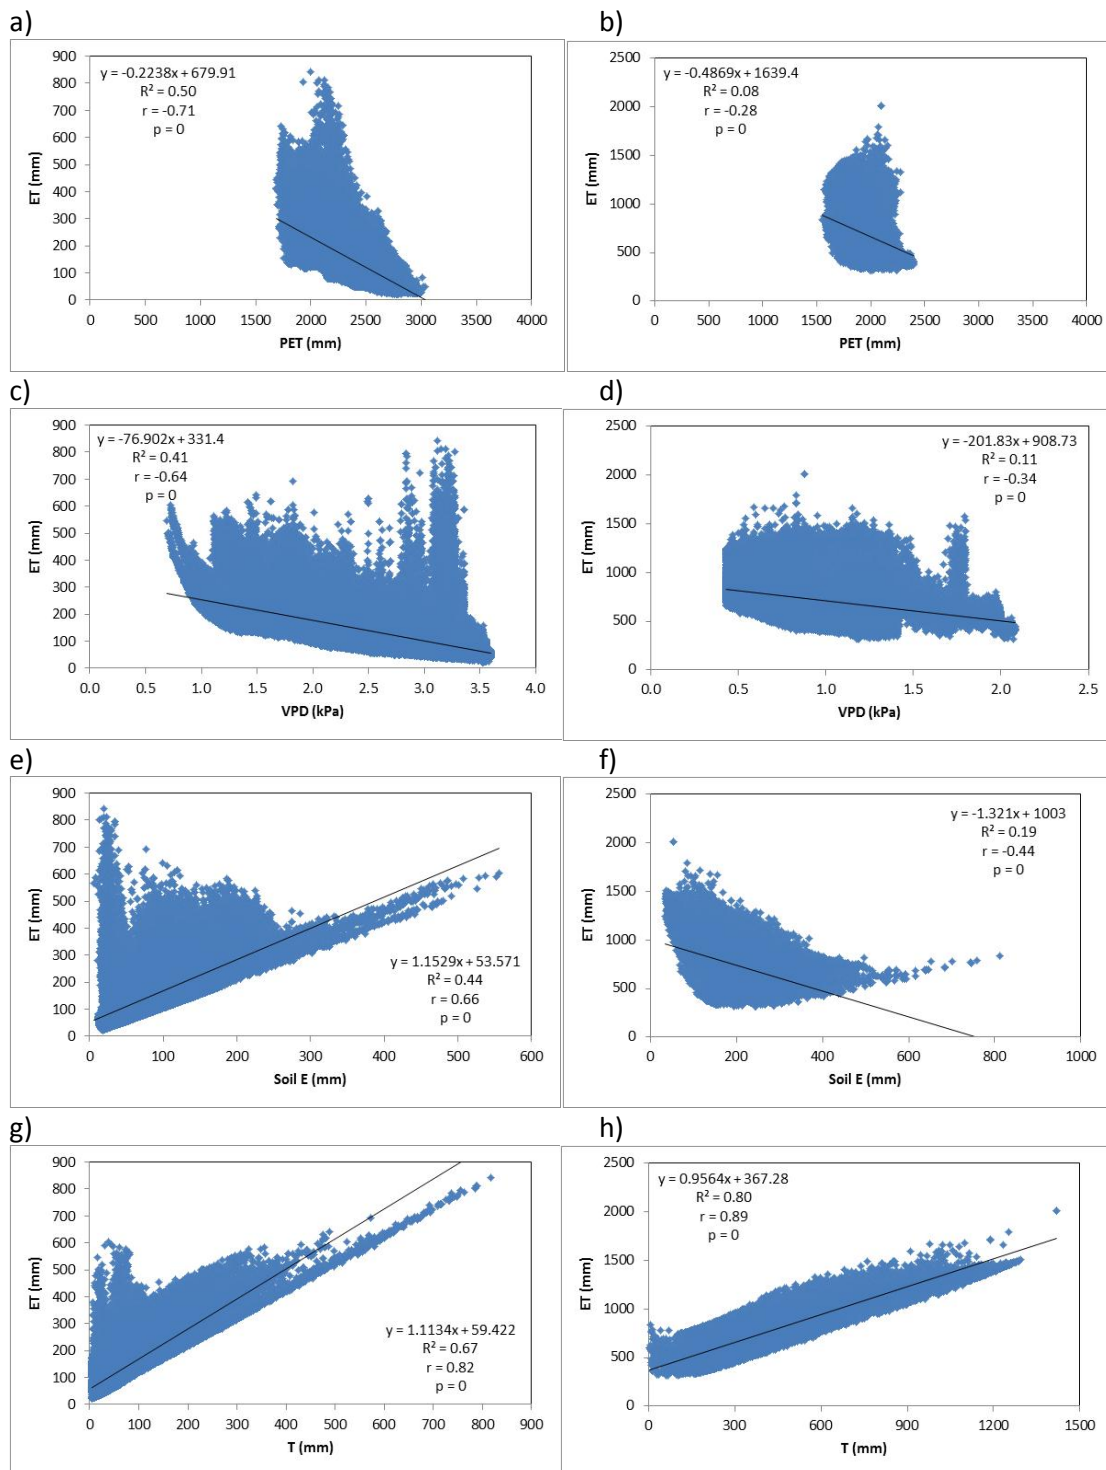 a)
y = -0.2238x + 679.91
R² = 0.50
r = -0.71
p = 0
900
800
700
600
500
400
300
200
100
0
ET (mm)
0 500 1000 1500 2000 2500 3000 3500 4000
PET (mm)
b)
y = -0.4869x + 1639.4
R² = 0.08
r = -0.28
p = 0
2500
2000
1500
1000
500
0
ET (mm)
0 500 1000 1500 2000 2500 3000 3500 4000
PET (mm)
c)
y = -76.902x + 331.4
R² = 0.41
r = -0.64
p = 0
900
800
700
600
500
400
300
200
100
0
ET (mm)
0.0 0.5 1.0 1.5 2.0 2.5 3.0 3.5 4.0
VPD (kPa)
d)
y = -201.83x + 908.73
R² = 0.11
r = -0.34
p = 0
2500
2000
1500
1000
500
0
ET (mm)
0.0 0.5 1.0 1.5 2.0 2.5
VPD (kPa)
e)
900
800
700
600
500
400
300
200
100
0
ET (mm)
y = 1.1529x + 53.571
R² = 0.44
r = 0.66
p = 0
0 100 200 300 400 500 600
Soil E (mm)
f)
y = -1.321x + 1003
R² = 0.19
r = -0.44
p = 0
2500
2000
1500
1000
500
0
ET (mm)
0 200 400 600 800 1000
Soil E (mm)
g)
900
800
700
600
500
400
300
200
100
0
ET (mm)
y = 1.1134x + 59.422
R² = 0.67
r = 0.82
p = 0
0 100 200 300 400 500 600 700 800 900
T (mm)
h)
y = 0.9564x + 367.28
R² = 0.80
r = 0.89
p = 0
2500
2000
1500
1000
500
0
ET (mm)
0 300 600 900 1200 1500
T (mm)